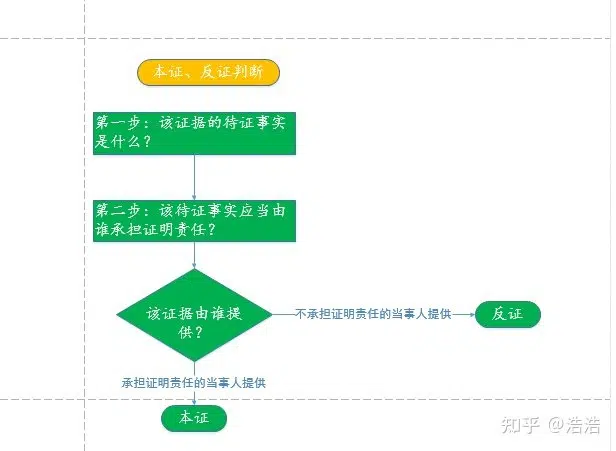 本证、反证判断
第一步：该证据的待证事实
是什么？
第二步：该待证事实应当由
谁承担证明责任？
该证据由谁提
供？
不承担证明责任的当事人提供
反证
承担证明责任的当事人提供
本证
知乎 @浩浩